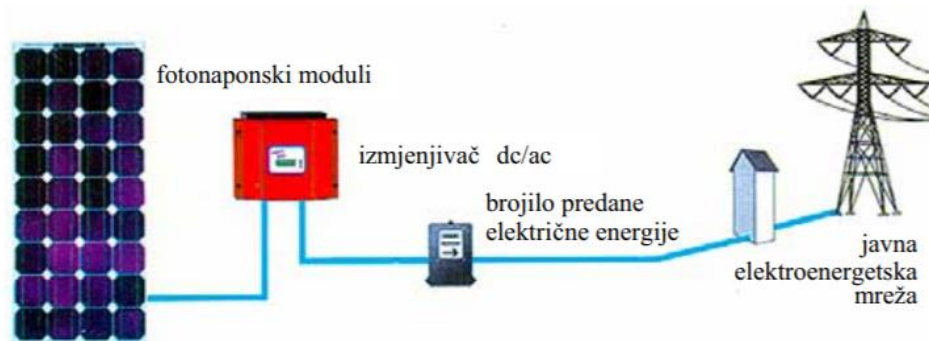 fotonaponski moduli
izmjenjivač dc/ac
brojilo predane
električne energije
javna
elektroenergetska
mreža